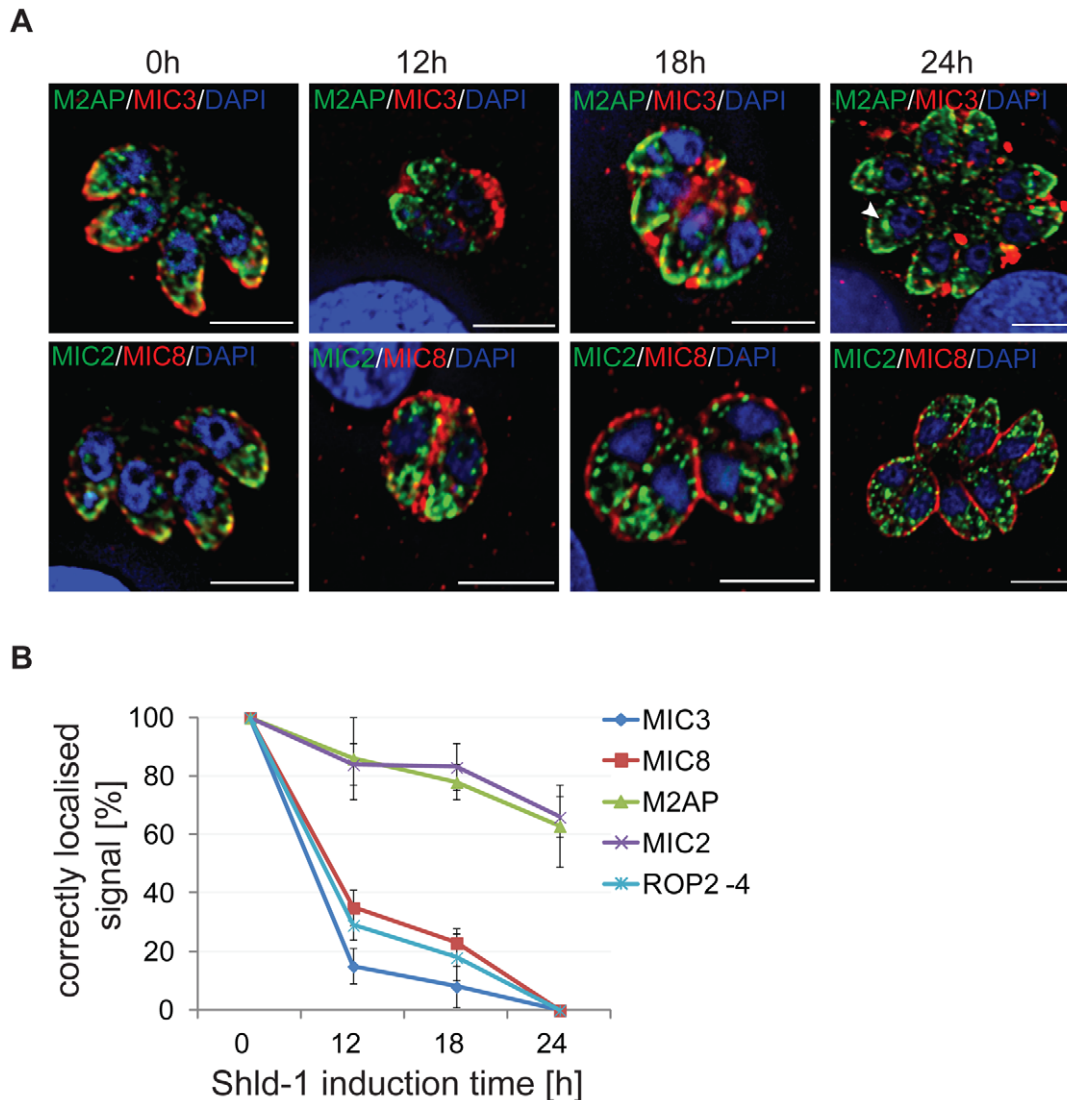 A
0h 12h 18h 24h
M2AP/MIC3/DAPI M2AP/MIC3/DAPI M2AP/MIC3/DAPI M2AP/MIC3/DAPI
MIC2/MIC8/DAPI MIC2/MIC8/DAPI MIC2/MIC8/DAPI MIC2/MIC8/DAPI
B
correctly localised
signal [%]
100
80
60
40
20
0
0 12 18 24
Shld-1 induction time [h]
MIC3
MIC8
M2AP
MIC2
ROP2 -4